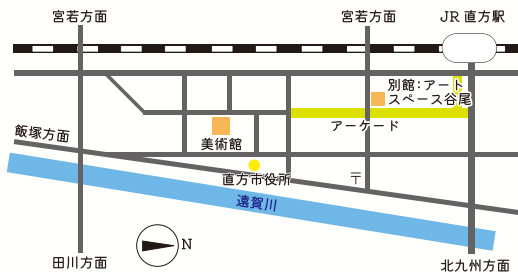 宮若方面
宮若方面
JR 直方駅
別館：アート
スペース谷尾
アーケード
飯塚方面
美術館
直方市役所
〒
遠賀川
N
田川方面
北九州方面